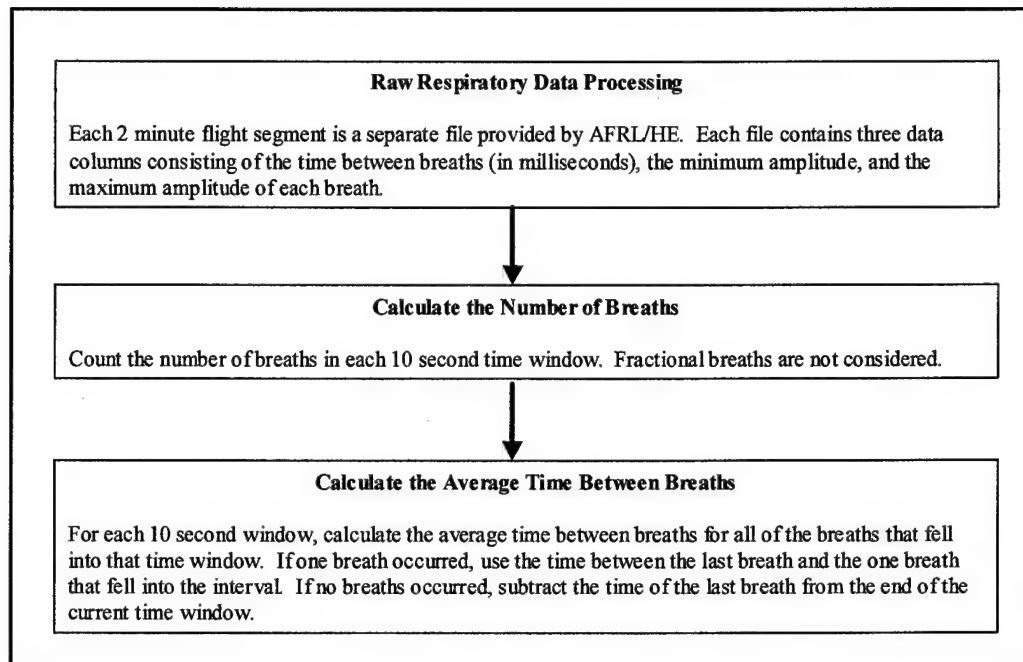 Raw Respiratory Data Processing
Each 2 minute flight segment is a separate file provided by AFRL/HE. Each file contains three data
columns consisting of the time between breaths (in milliseconds), the minimum amplitude, and the
maximum amplitude of each breath.
Calculate the Number of Breaths
Count the number of breaths in each 10 second time window. Fractional breaths are not considered.
Calculate the Average Time Between Breaths
For each 10 second window, calculate the average time between breaths for all of the breaths that fell
into that time window. If one breath occurred, use the time between the last breath and the one breath
that fell into the interval. If no breaths occurred, subtract the time of the last breath from the end of the
current time window.